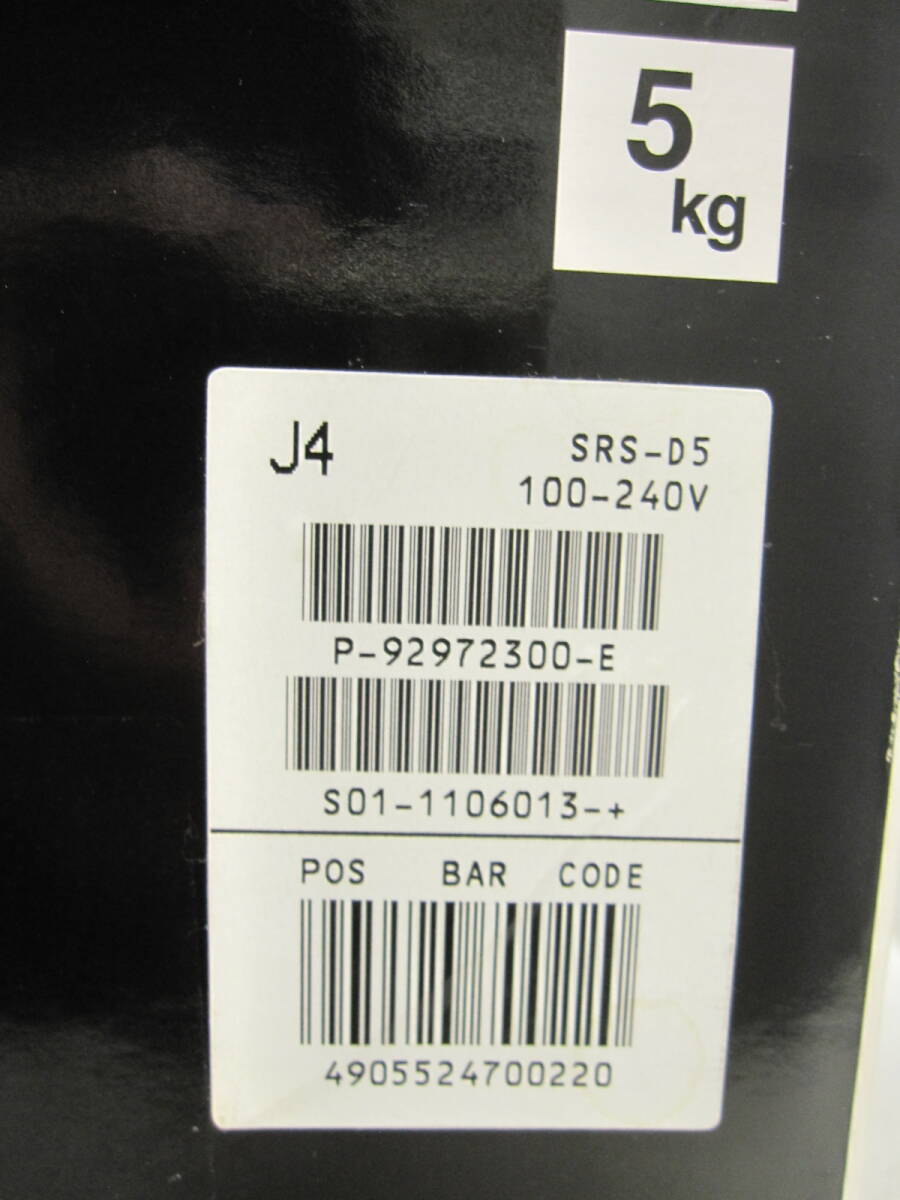 5
kg
J4
SRS-D5
100-240V
P-92972300-E
S01-1106013-+
POS BAR CODE
4905524700220